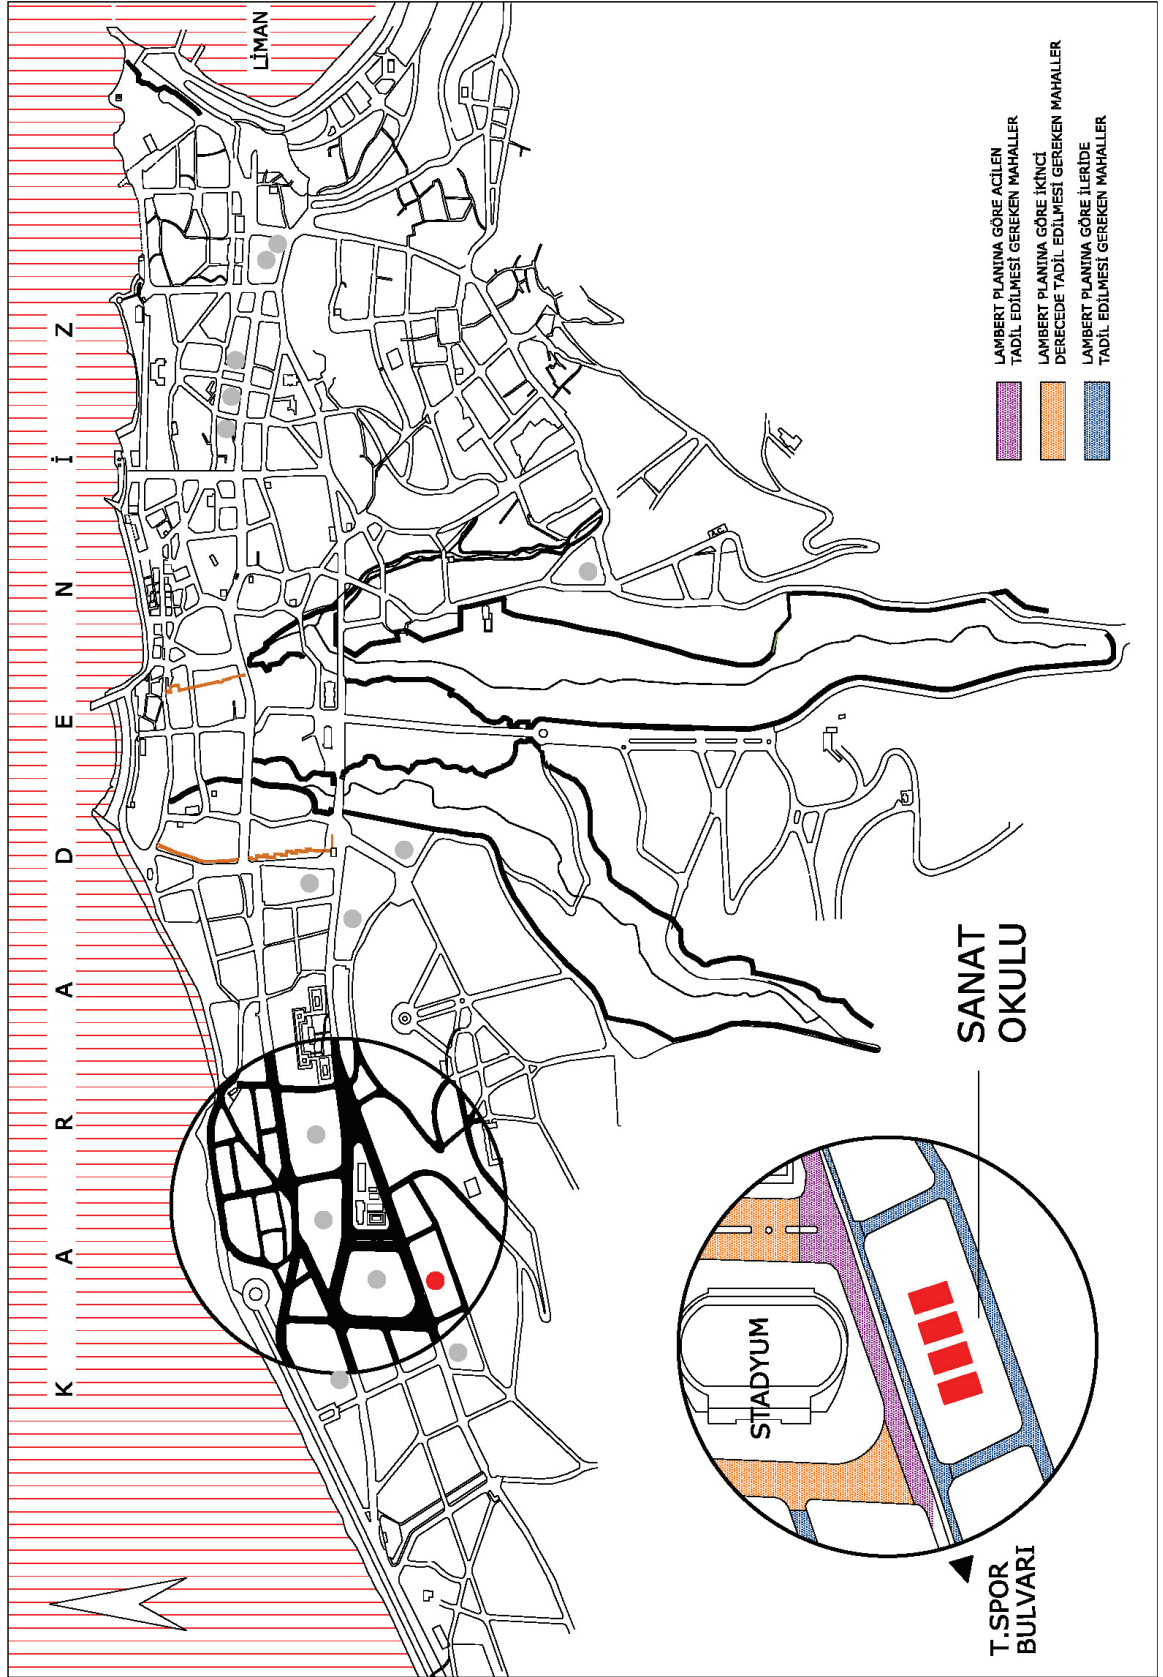 K A R A D E N İ Z
LİMAN
LAMBERT PLANINA GÖRE ACİLEN
TADİL EDİLMESİ GEREKEN MAHALLER
LAMBERT PLANINA GÖRE İKİNCİ
DERECEDE TADİL EDİLMESİ GEREKEN MAHALLER
LAMBERT PLANINA GÖRE İLERİDE
TADİL EDİLMESİ GEREKEN MAHALLER
STADYUM
SANAT
OKULU
T.SPOR
BULVARI